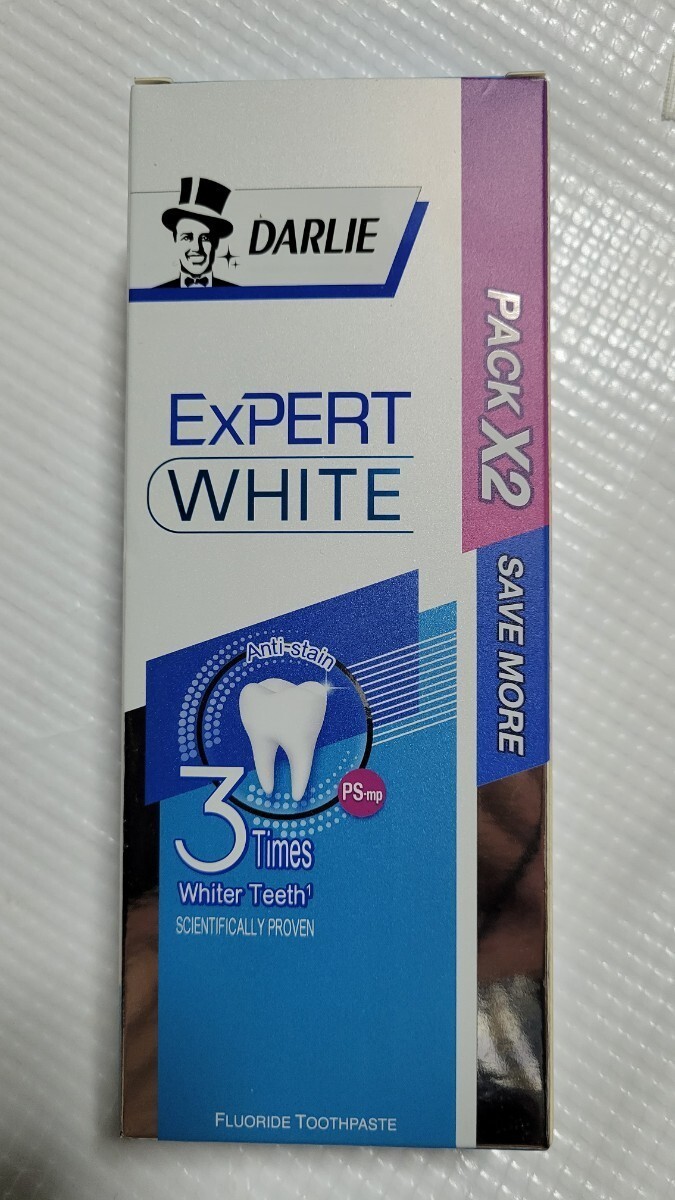 DARLIE
ExPERT
WHITE
PACK X2
SAVE MORE
Anti-stain
PS-mp
3 Times
Whiter Teeth¹
SCIENTIFICALLY PROVEN
FLUORIDE TOOTHPASTE